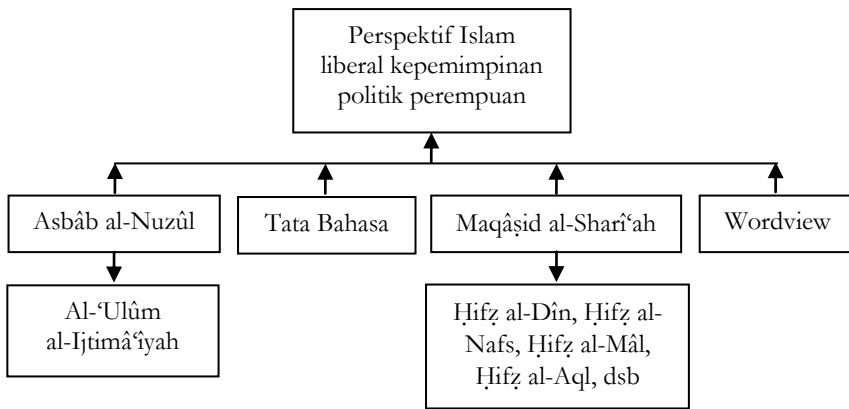 Perspektif Islam
liberal kepemimpinan
politik perempuan
Asbâb al-Nuzûl
Tata Bahasa
Maqâṣid al-Sharî‘ah
Wordview
Al-‘Ulûm
al-Ijtimâ‘îyah
Ḥifẓ al-Dîn, Ḥifẓ al-
Nafs, Ḥifẓ al-Mâl,
Ḥifẓ al-Aql, dsb